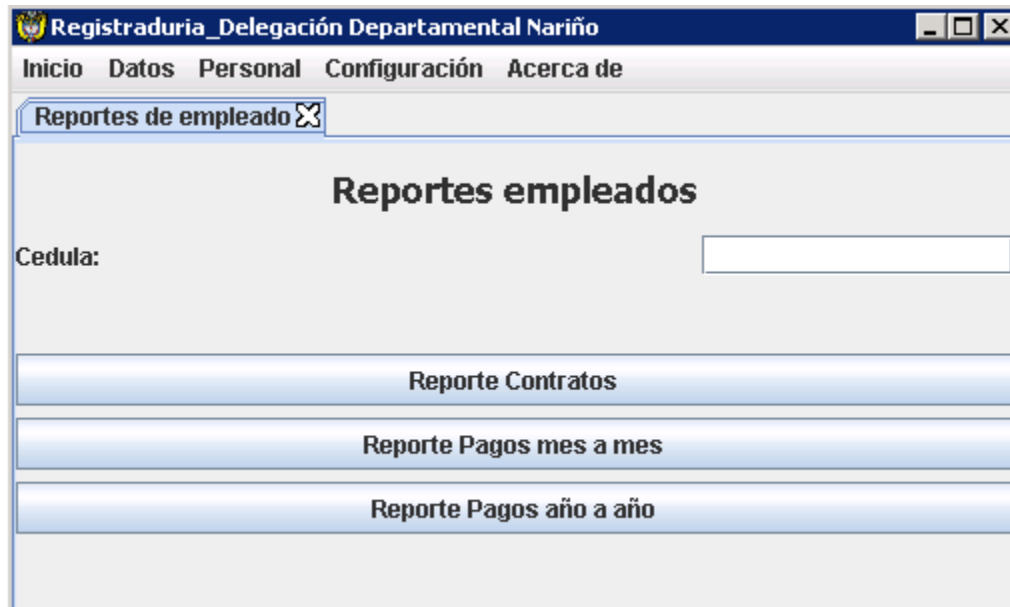 Registraduria_Delegación Departamental Nariño
Inicio Datos Personal Configuración Acerca de
Reportes de empleado
Reportes empleados
Cedula:
Reporte Contratos
Reporte Pagos mes a mes
Reporte Pagos año a año